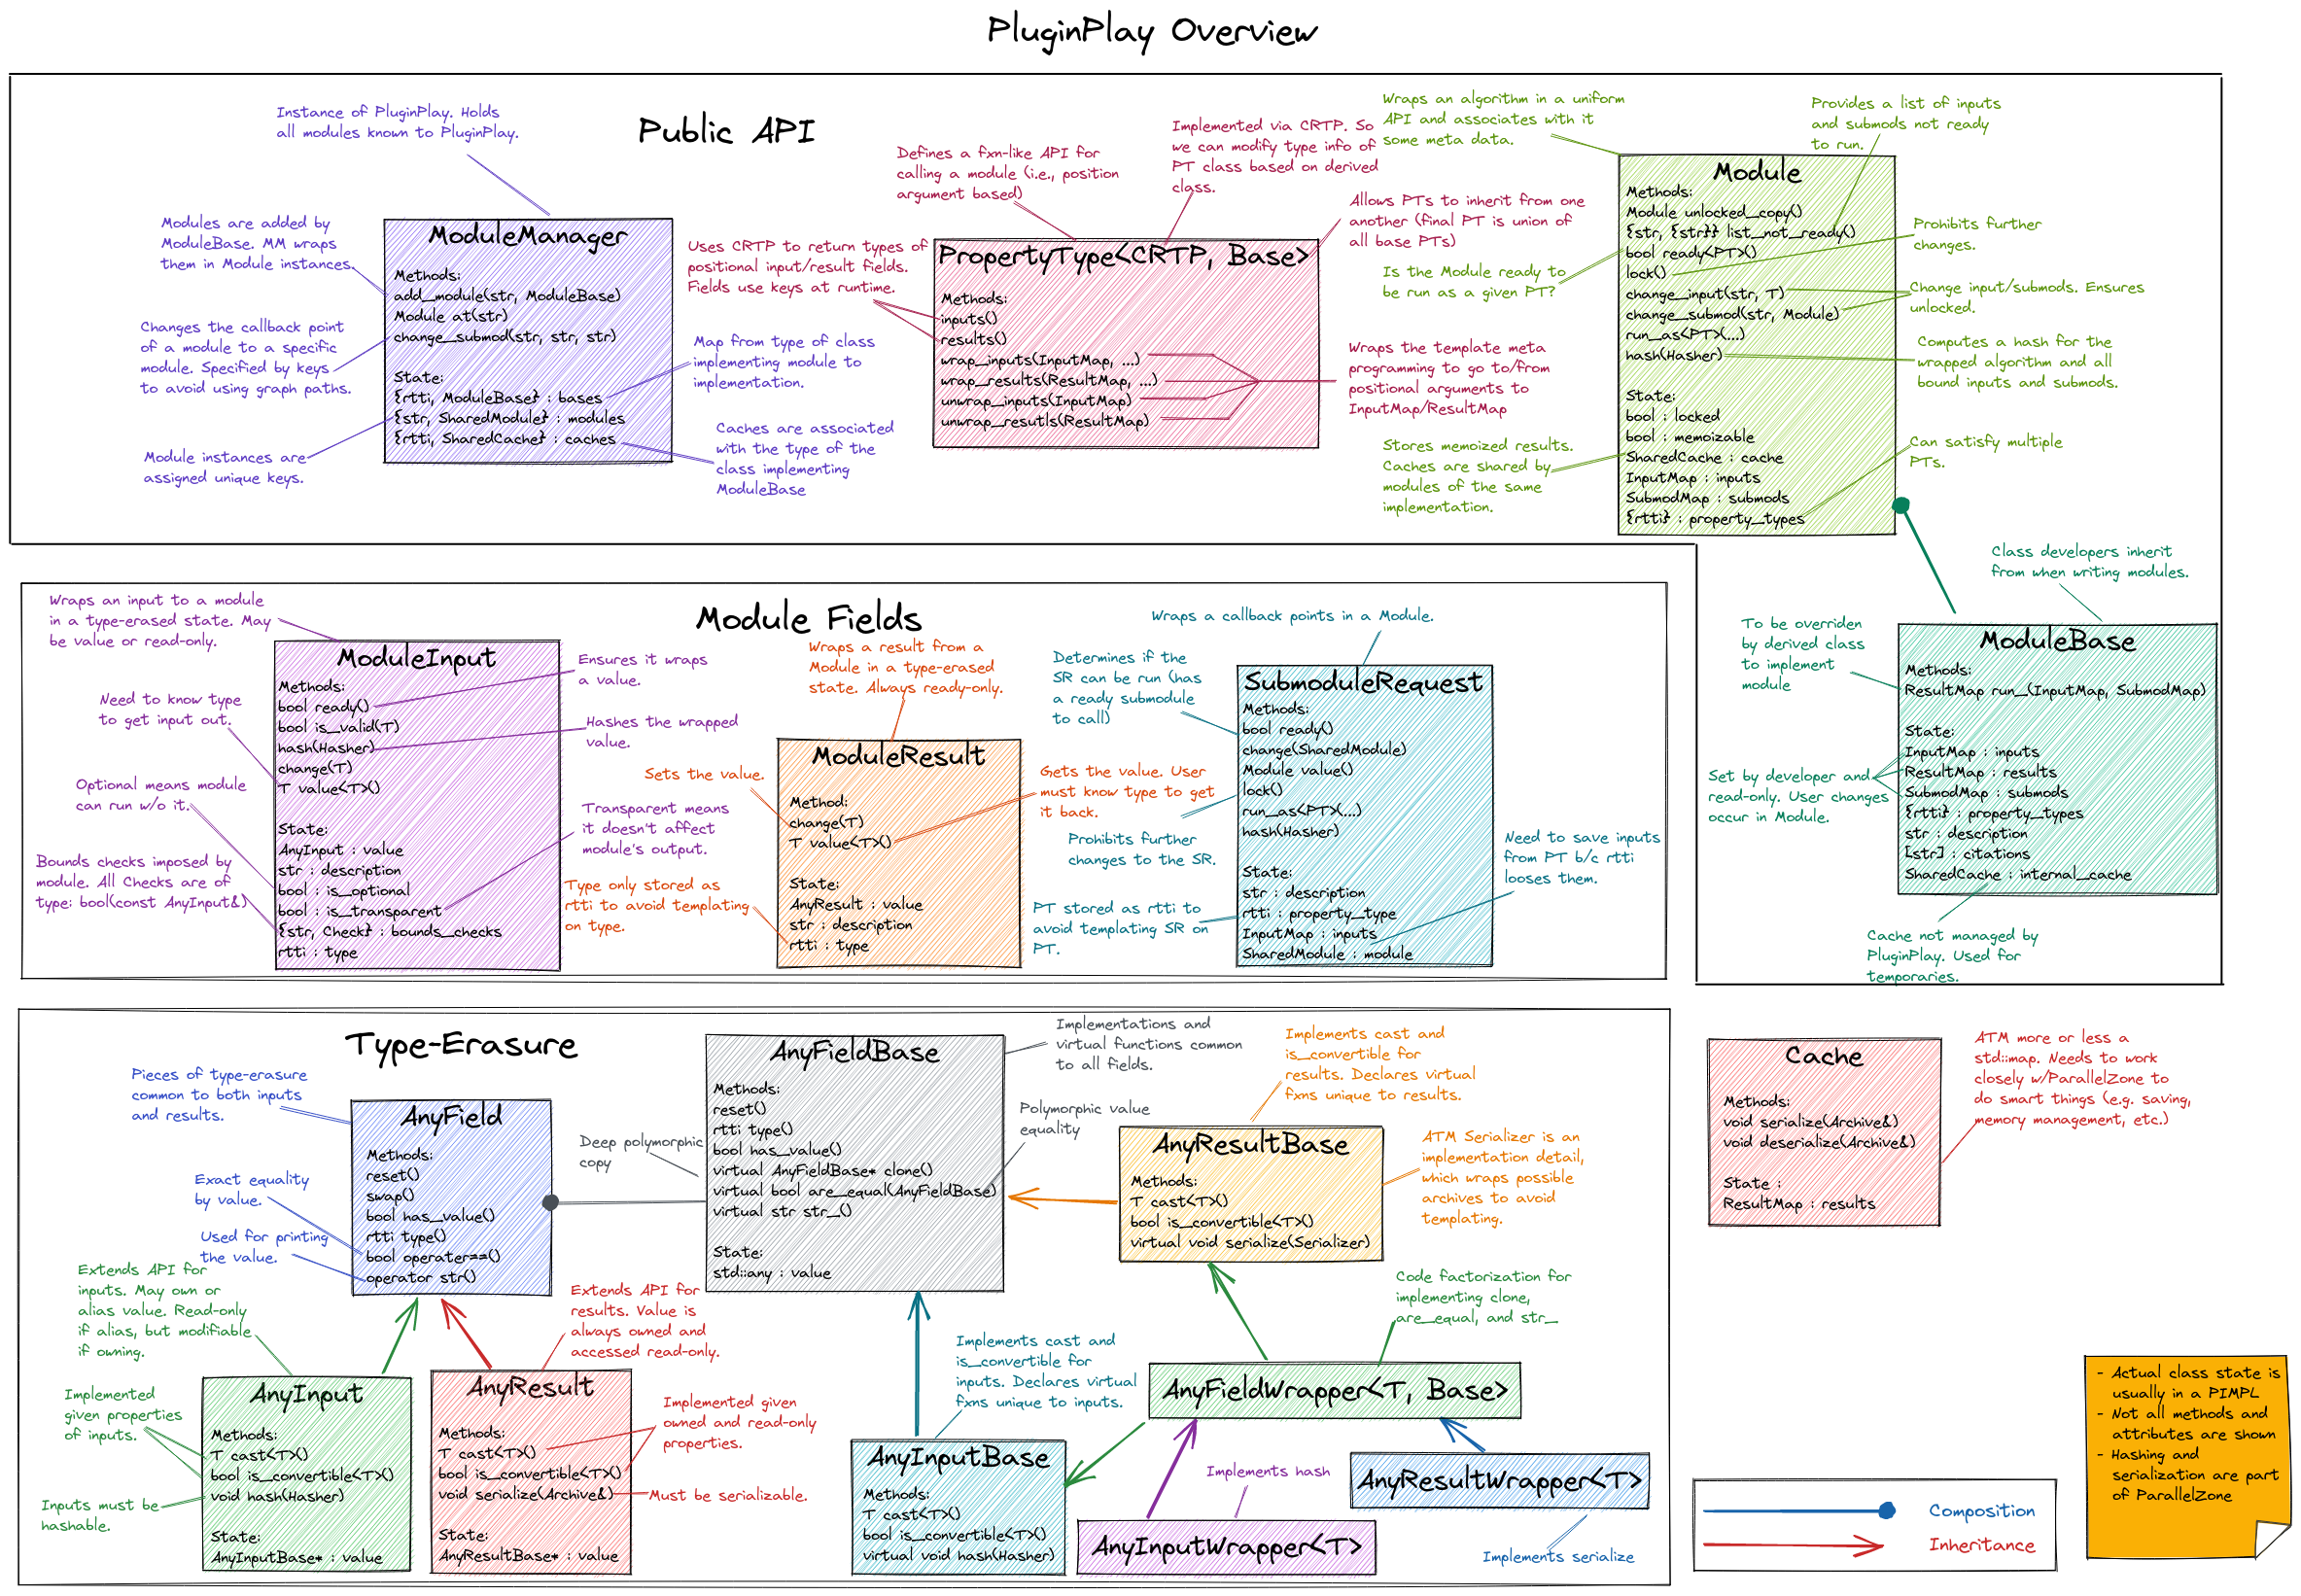 PluginPlay Overview
Public API
Instance of PluginPlay. Holds
all modules known to PluginPlay.
Modules are added by
ModuleBase. MM wraps
them in Module instances.
Changes the callback point
of a module to a specific
module. Specified by keys
to avoid using graph paths.
Module instances are
assigned unique keys.
ModuleManager
Methods:
add_module(str, ModuleBase)
Module at(str)
change_submod(str, str, str)
State:
{rtti, ModuleBase} : bases
{str, SharedModule} : modules
{rtti, SharedCache} : caches
Map from type of class
implementing module to
implementation.
Caches are associated
with the type of the
class implementing
ModuleBase
Defines a fxn-like API for
calling a module (i.e., position
argument based)
Implemented via CRTP. So
we can modify type info of
PT class based on derived
class.
Uses CRTP to return types of
positional input/result fields.
Fields use keys at runtime.
Allows PTs to inherit from one
another (final PT is union of
all base PTs)
PropertyType<CRTP, Base>
Methods:
inputs()
results()
wrap_inputs(InputMap, ...)
wrap_results(ResultMap, ...)
unwrap_inputs(InputMap)
unwrap_resutls(ResultMap)
Wraps the template meta
programming to go to/from
positional arguments to
InputMap/ResultMap
Wraps an algorithm in a uniform
API and associates with it
some meta data.
Provides a list of inputs
and submods not ready
to run.
Is the Module ready to
be run as a given PT?
Stores memoized results.
Caches are shared by
modules of the same
implementation.
Module
Methods:
Module unlocked_copy()
{str, {str}} list_not_ready()
bool ready<PT>()
lock()
change_input(str, T)
change_submod(str, Module)
run_as<PT>(...)
hash(Hasher)
State:
bool : locked
bool : memoizable
SharedCache : cache
InputMap : inputs
SubmodMap : submods
{rtti} : property_types
Prohibits further
changes.
Change input/submods. Ensures
unlocked.
Computes a hash for the
wrapped algorithm and all
bound inputs and submods.
Can satisfy multiple
PTs.
Class developers inherit
from when writing modules.
To be overriden
by derived class
to implement
module
Set by developer and
read-only. User changes
occur in Module.
ModuleBase
Methods:
ResultMap run_(InputMap, SubmodMap)
State:
InputMap : inputs
ResultMap : results
SubmodMap : submods
{rtti} : property_types
str : description
[str] : citations
SharedCache : internal_cache
Cache not managed by
PluginPlay. Used for
temporaries.
Module Fields
Wraps an input to a module
in a type-erased state. May
be value or read-only.
Need to know type
to get input out.
Optional means module
can run w/o it.
Bounds checks imposed by
module. All Checks are of
type: bool(const AnyInput&)
ModuleInput
Methods:
bool ready()
bool is_valid(T)
hash(Hasher)
change(T)
T value<T>()
State:
AnyInput : value
str : description
bool : is_optional
bool : is_transparent
{str, Check} : bounds_checks
rtti : type
Ensures it wraps
a value.
Hashes the wrapped
value.
Transparent means
it doesn't affect
module's output.
Wraps a result from a
Module in a type-erased
state. Always ready-only.
Sets the value.
Type only stored as
rtti to avoid templating
on type.
ModuleResult
Method:
change(T)
T value<T>()
State:
AnyResult : value
str : description
rtti : type
Gets the value. User
must know type to get
it back.
Wraps a callback points in a Module.
Determines if the
SR can be run (has
a ready submodule
to call)
Prohibits further
changes to the SR.
PT stored as rtti to
avoid templating SR on
PT.
SubmoduleRequest
Methods:
bool ready()
change(SharedModule)
Module value()
lock()
run_as<PT>(...)
hash(Hasher)
State:
str : description
rtti : property_type
InputMap : inputs
SharedModule : module
Need to save inputs
from PT b/c rtti
looses them.
Type-Erasure
Pieces of type-erasure
common to both inputs
and results.
Exact equality
by value.
Used for printing
the value.
AnyField
Methods:
reset()
swap()
bool has_value()
rtti type()
bool operater==()
operator str()
Deep polymorphic
copy
AnyFieldBase
Methods:
reset()
rtti type()
bool has_value()
virtual AnyFieldBase* clone()
virtual bool are_equal(AnyFieldBase)
virtual str str_()
State:
std::any : value
Implementations and
virtual functions common
to all fields.
Polymorphic value
equality
Implements cast and
is_convertible for
results. Declares virtual
fxns unique to results.
AnyResultBase
Methods:
T cast<T>()
bool is_convertible<T>()
virtual void serialize(Serializer)
ATM Serializer is an
implementation detail,
which wraps possible
archives to avoid
templating.
Extends API for
inputs. May own or
alias value. Read-only
if alias, but modifiable
if owning.
Implemented
given properties
of inputs.
Inputs must be
hashable.
AnyInput
Methods:
T cast<T>()
bool is_convertible<T>()
void hash(Hasher)
State:
AnyInputBase* : value
Extends API for
results. Value is
always owned and
accessed read-only.
AnyResult
Methods:
T cast<T>()
bool is_convertible<T>()
void serialize(Archive&)
State:
AnyResultBase* : value
Implemented given
owned and read-only
properties.
Must be serializable.
Implements cast and
is_convertible for
inputs. Declares virtual
fxns unique to inputs.
AnyInputBase
Methods:
T cast<T>()
bool is_convertible<T>()
virtual void hash(Hasher)
Code factorization for
implementing clone,
are_equal, and str_
AnyFieldWrapper<T, Base>
Implements hash
AnyInputWrapper<T>
AnyResultWrapper<T>
Implements serialize
Cache
Methods:
void serialize(Archive&)
void deserialize(Archive&)
State :
ResultMap : results
ATM more or less a
std::map. Needs to work
closely w/ParallelZone to
do smart things (e.g. saving,
memory management, etc.)
Composition
Inheritance
- Actual class state is
usually in a PIMPL
- Not all methods and
attributes are shown
- Hashing and
serialization are part
of ParallelZone